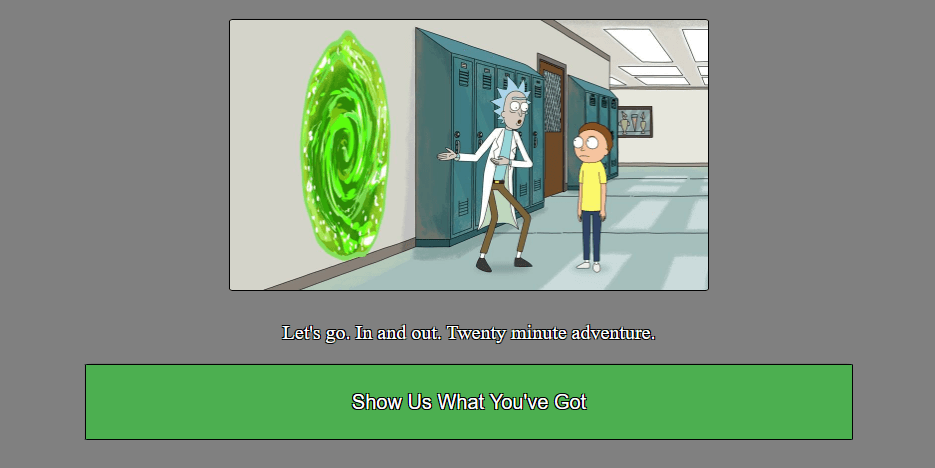 Let's go. In and out. Twenty minute adventure.
Show Us What You've Got